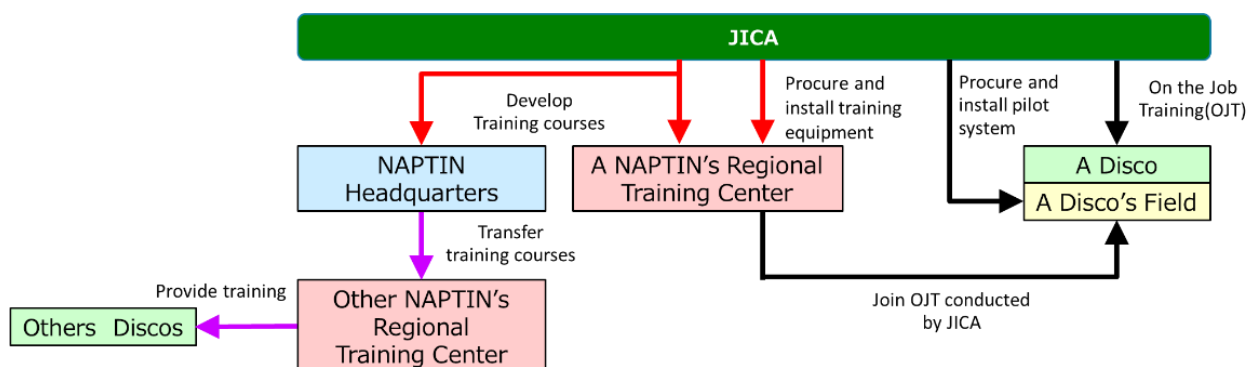 JICA
Develop
Training courses
Procure and
install training
equipment
Procure and
install pilot
system
On the Job
Training(OJT)
NAPTIN
Headquarters
A NAPTIN's Regional
Training Center
A Disco
A Disco's Field
Transfer
training courses
Provide training
Others Discos
Other NAPTIN's
Regional
Training Center
Join OJT conducted
by JICA